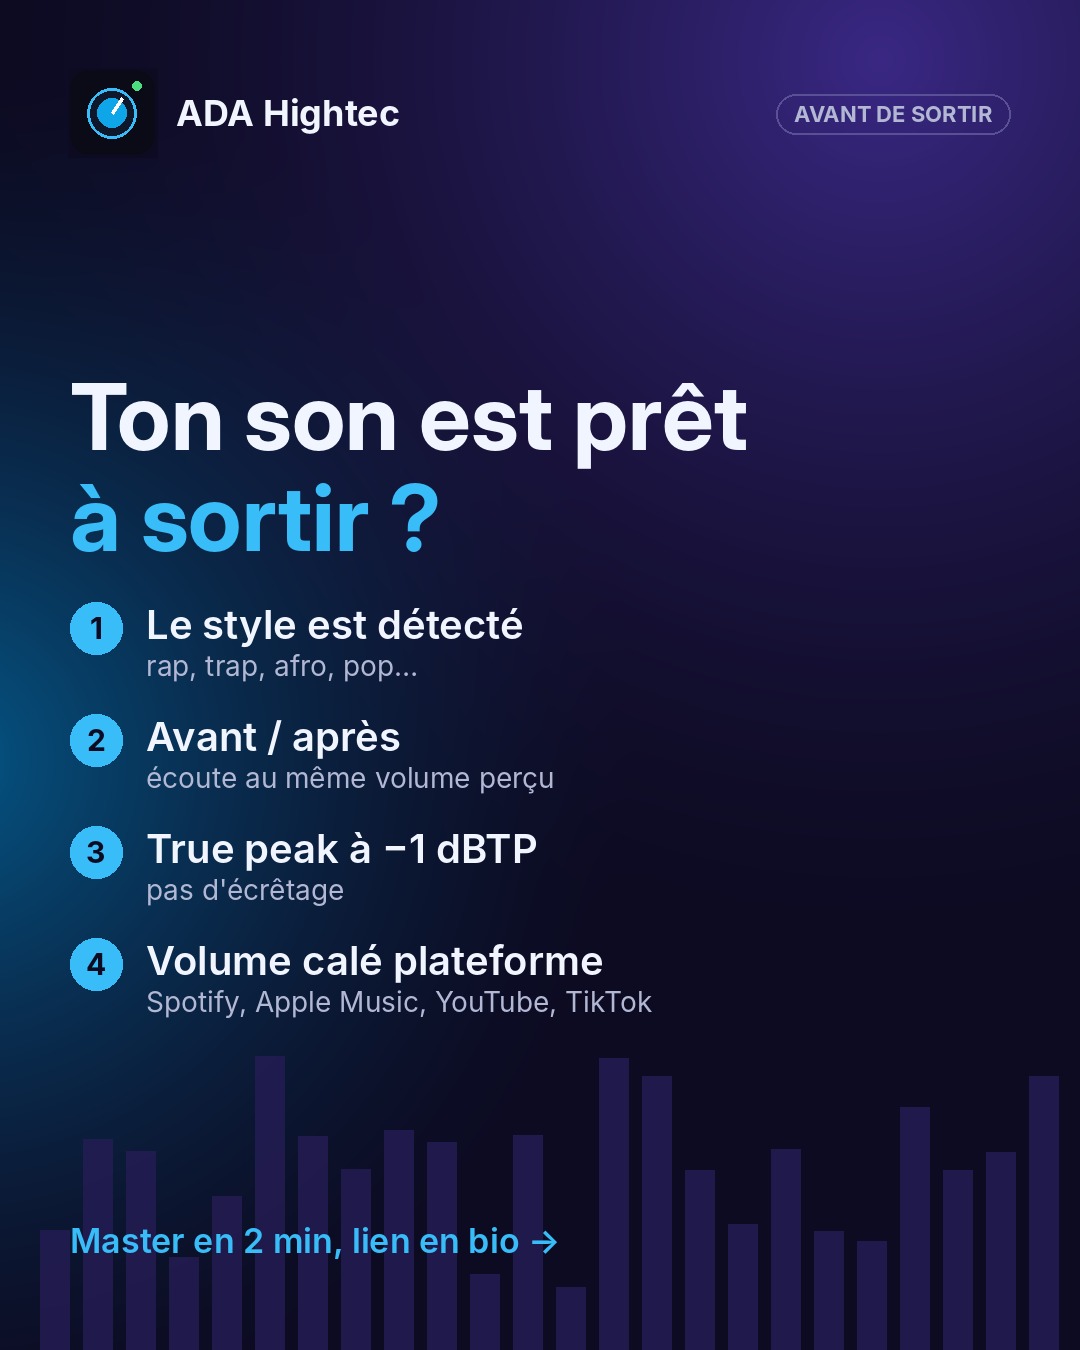 ADA Hightec
AVANT DE SORTIR
Ton son est prêt
à sortir ?
1 Le style est détecté
rap, trap, afro, pop...
2 Avant / après
écoute au même volume perçu
3 True peak à −1 dBTP
pas d'écrêtage
4 Volume calé plateforme
Spotify, Apple Music, YouTube, TikTok
Master en 2 min, lien en bio →